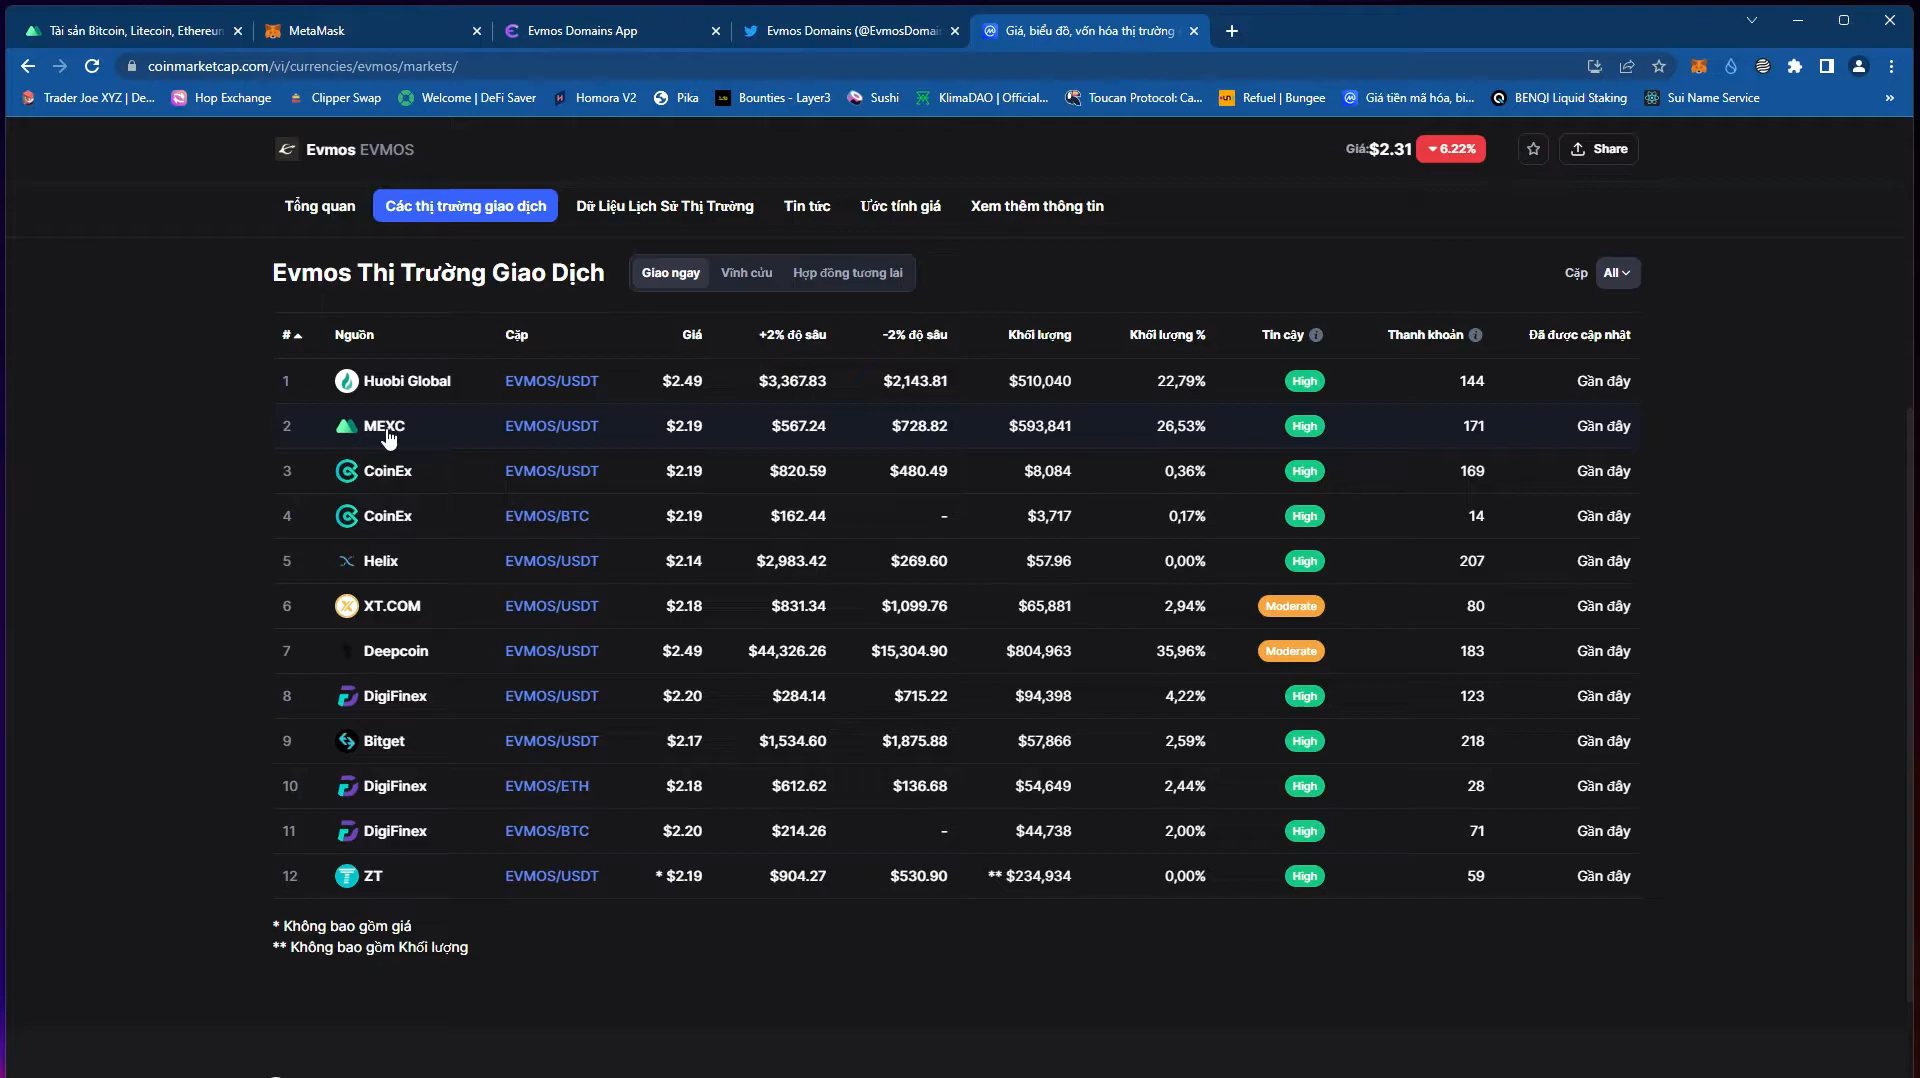 Tài sản Bitcoin, Litecoin, Ethereun
MetaMask
Evmos Domains App
Evmos Domains (@EvmosDomai
Giá, biểu đồ, vốn hóa thị trường
coinmarketcap.com/vi/currencies/evmos/markets/
Trader Joe XYZ | De... Hop Exchange Clipper Swap Welcome | DeFi Saver Homora V2 Pika Bounties - Layer3 Sushi KlimaDAO | Official... Toucan Protocol: Ca... Refuel | Bungee Giá tiền mã hóa, bi... BENQI Liquid Staking Sui Name Service »
Evmos EVMOS Giá:$2.31 6.22% Share
Tổng quan Các thị trường giao dịch Dữ Liệu Lịch Sử Thị Trường Tin tức Ước tính giá Xem thêm thông tin
Evmos Thị Trường Giao Dịch Giao ngay Vĩnh cửu Hợp đồng tương lai Cặp All
# Nguồn Cặp Giá +2% độ sâu -2% độ sâu Khối lượng Khối lượng % Tin cậy Thanh khoản Đã được cập nhật
1 Huobi Global EVMOS/USDT $2.49 $3,367.83 $2,143.81 $510,040 22,79% High 144 Gần đây
2 MEXC EVMOS/USDT $2.19 $567.24 $728.82 $593,841 26,53% High 171 Gần đây
3 CoinEx EVMOS/USDT $2.19 $820.59 $480.49 $8,084 0,36% High 169 Gần đây
4 CoinEx EVMOS/BTC $2.19 $162.44 - $3,717 0,17% High 14 Gần đây
5 Helix EVMOS/USDT $2.14 $2,983.42 $269.60 $57.96 0,00% High 207 Gần đây
6 XT.COM EVMOS/USDT $2.18 $831.34 $1,099.76 $65,881 2,94% Moderate 80 Gần đây
7 Deepcoin EVMOS/USDT $2.49 $44,326.26 $15,304.90 $804,963 35,96% Moderate 183 Gần đây
8 DigiFinex EVMOS/USDT $2.20 $284.14 $715.22 $94,398 4,22% High 123 Gần đây
9 Bitget EVMOS/USDT $2.17 $1,534.60 $1,875.88 $57,866 2,59% High 218 Gần đây
10 DigiFinex EVMOS/ETH $2.18 $612.62 $136.68 $54,649 2,44% High 28 Gần đây
11 DigiFinex EVMOS/BTC $2.20 $214.26 - $44,738 2,00% High 71 Gần đây
12 ZT EVMOS/USDT * $2.19 $904.27 $530.90 ** $234,934 0,00% High 59 Gần đây
* Không bao gồm giá
** Không bao gồm Khối lượng